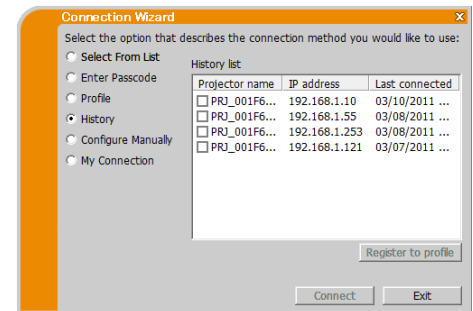 Connection Wizard
x
Select the option that describes the connection method you would like to use:
Select From List
Enter Passcode
Profile
History
Configure Manually
My Connection
History list
Projector name IP address Last connected
PRJ_001F6... 192.168.1.10 03/10/2011 ...
PRJ_001F6... 192.168.1.55 03/08/2011 ...
PRJ_001F6... 192.168.1.253 03/08/2011 ...
PRJ_001F6... 192.168.1.121 03/07/2011 ...
Register to profile
Connect Exit